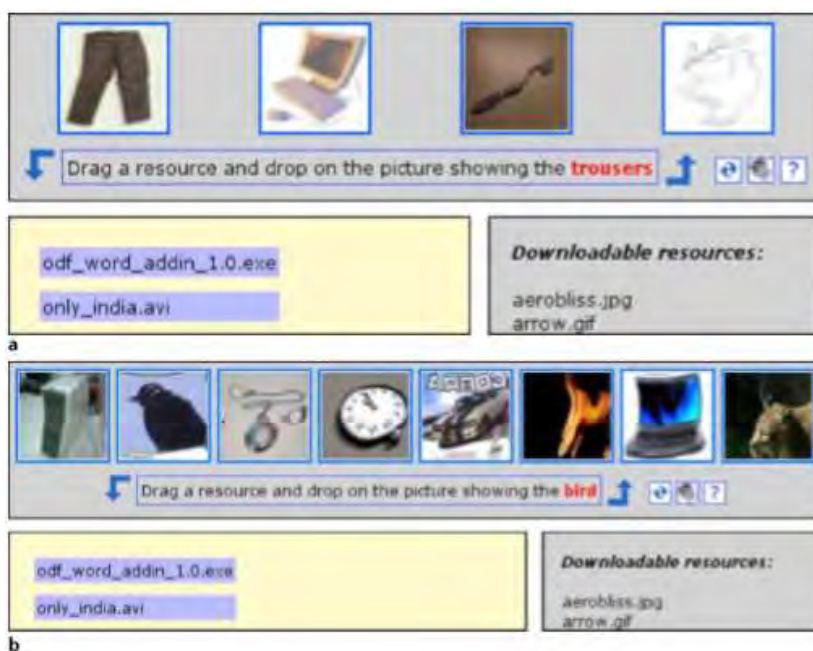 Drag a resource and drop on the picture showing the trousers
?
odf_word_addin_1.0.exe
only_india.avi
Downloadable resources:
aerobliss.jpg
arrow.gif
a
Drag a resource and drop on the picture showing the bird
?
odf_word_addin_1.0.exe
only_india.avi
Downloadable resources:
aerobliss.jpg
arrow.gif
b